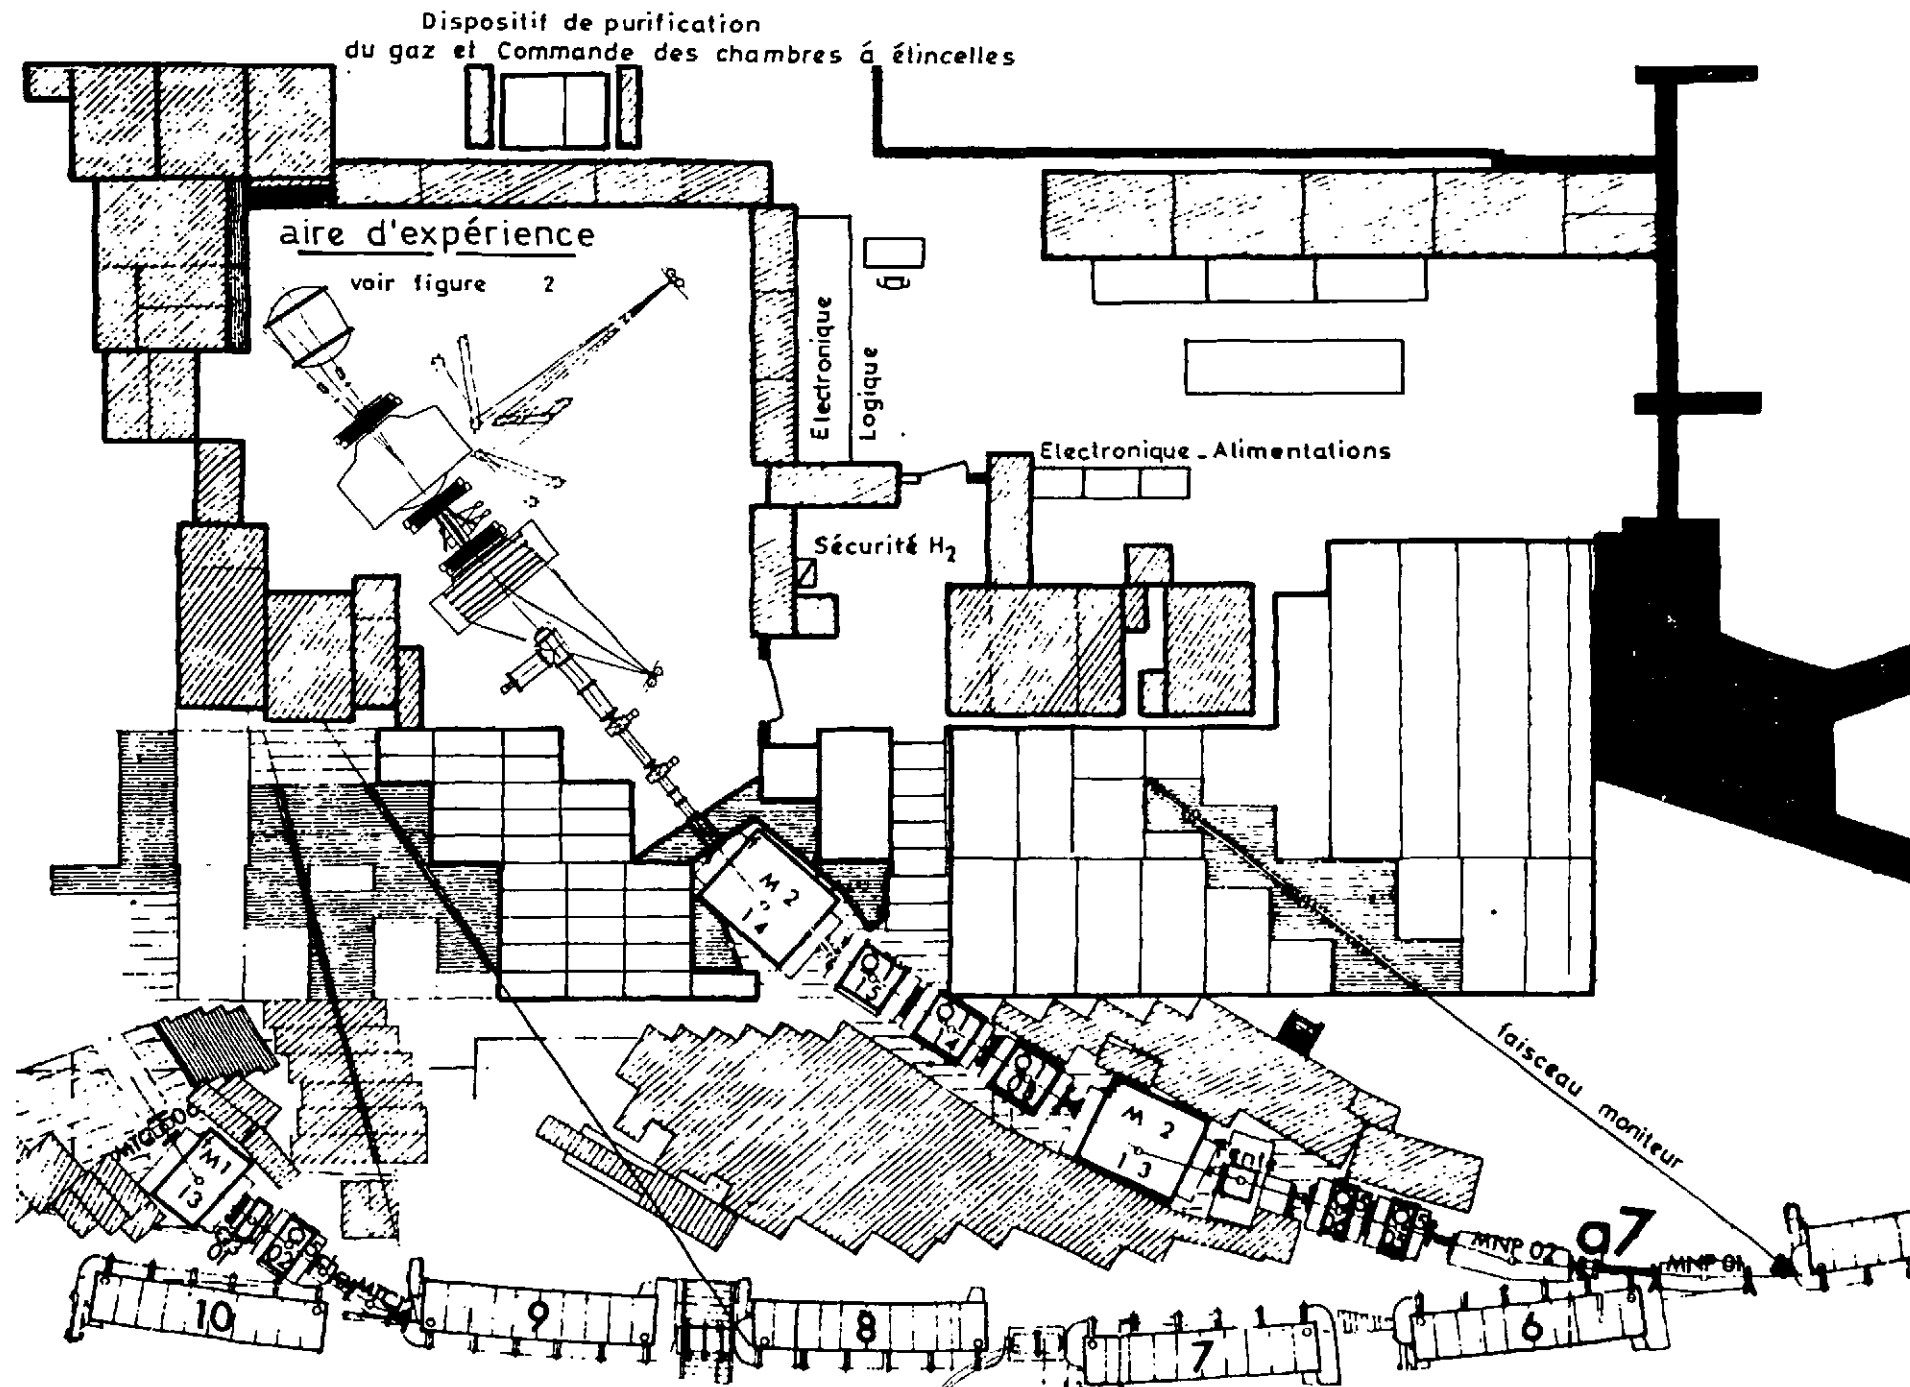 Dispositif de purification
du gaz et Commande des chambres á étincelles
aire d'expérience
voir figure 2
Electronique
Logique
Electronique - Alimentations
Sécurité H2
M 2
14
15
14
faisceau moniteur
M 2
13
M1
13
a7
MNP 02
MNP 01
10
9
8
7
6